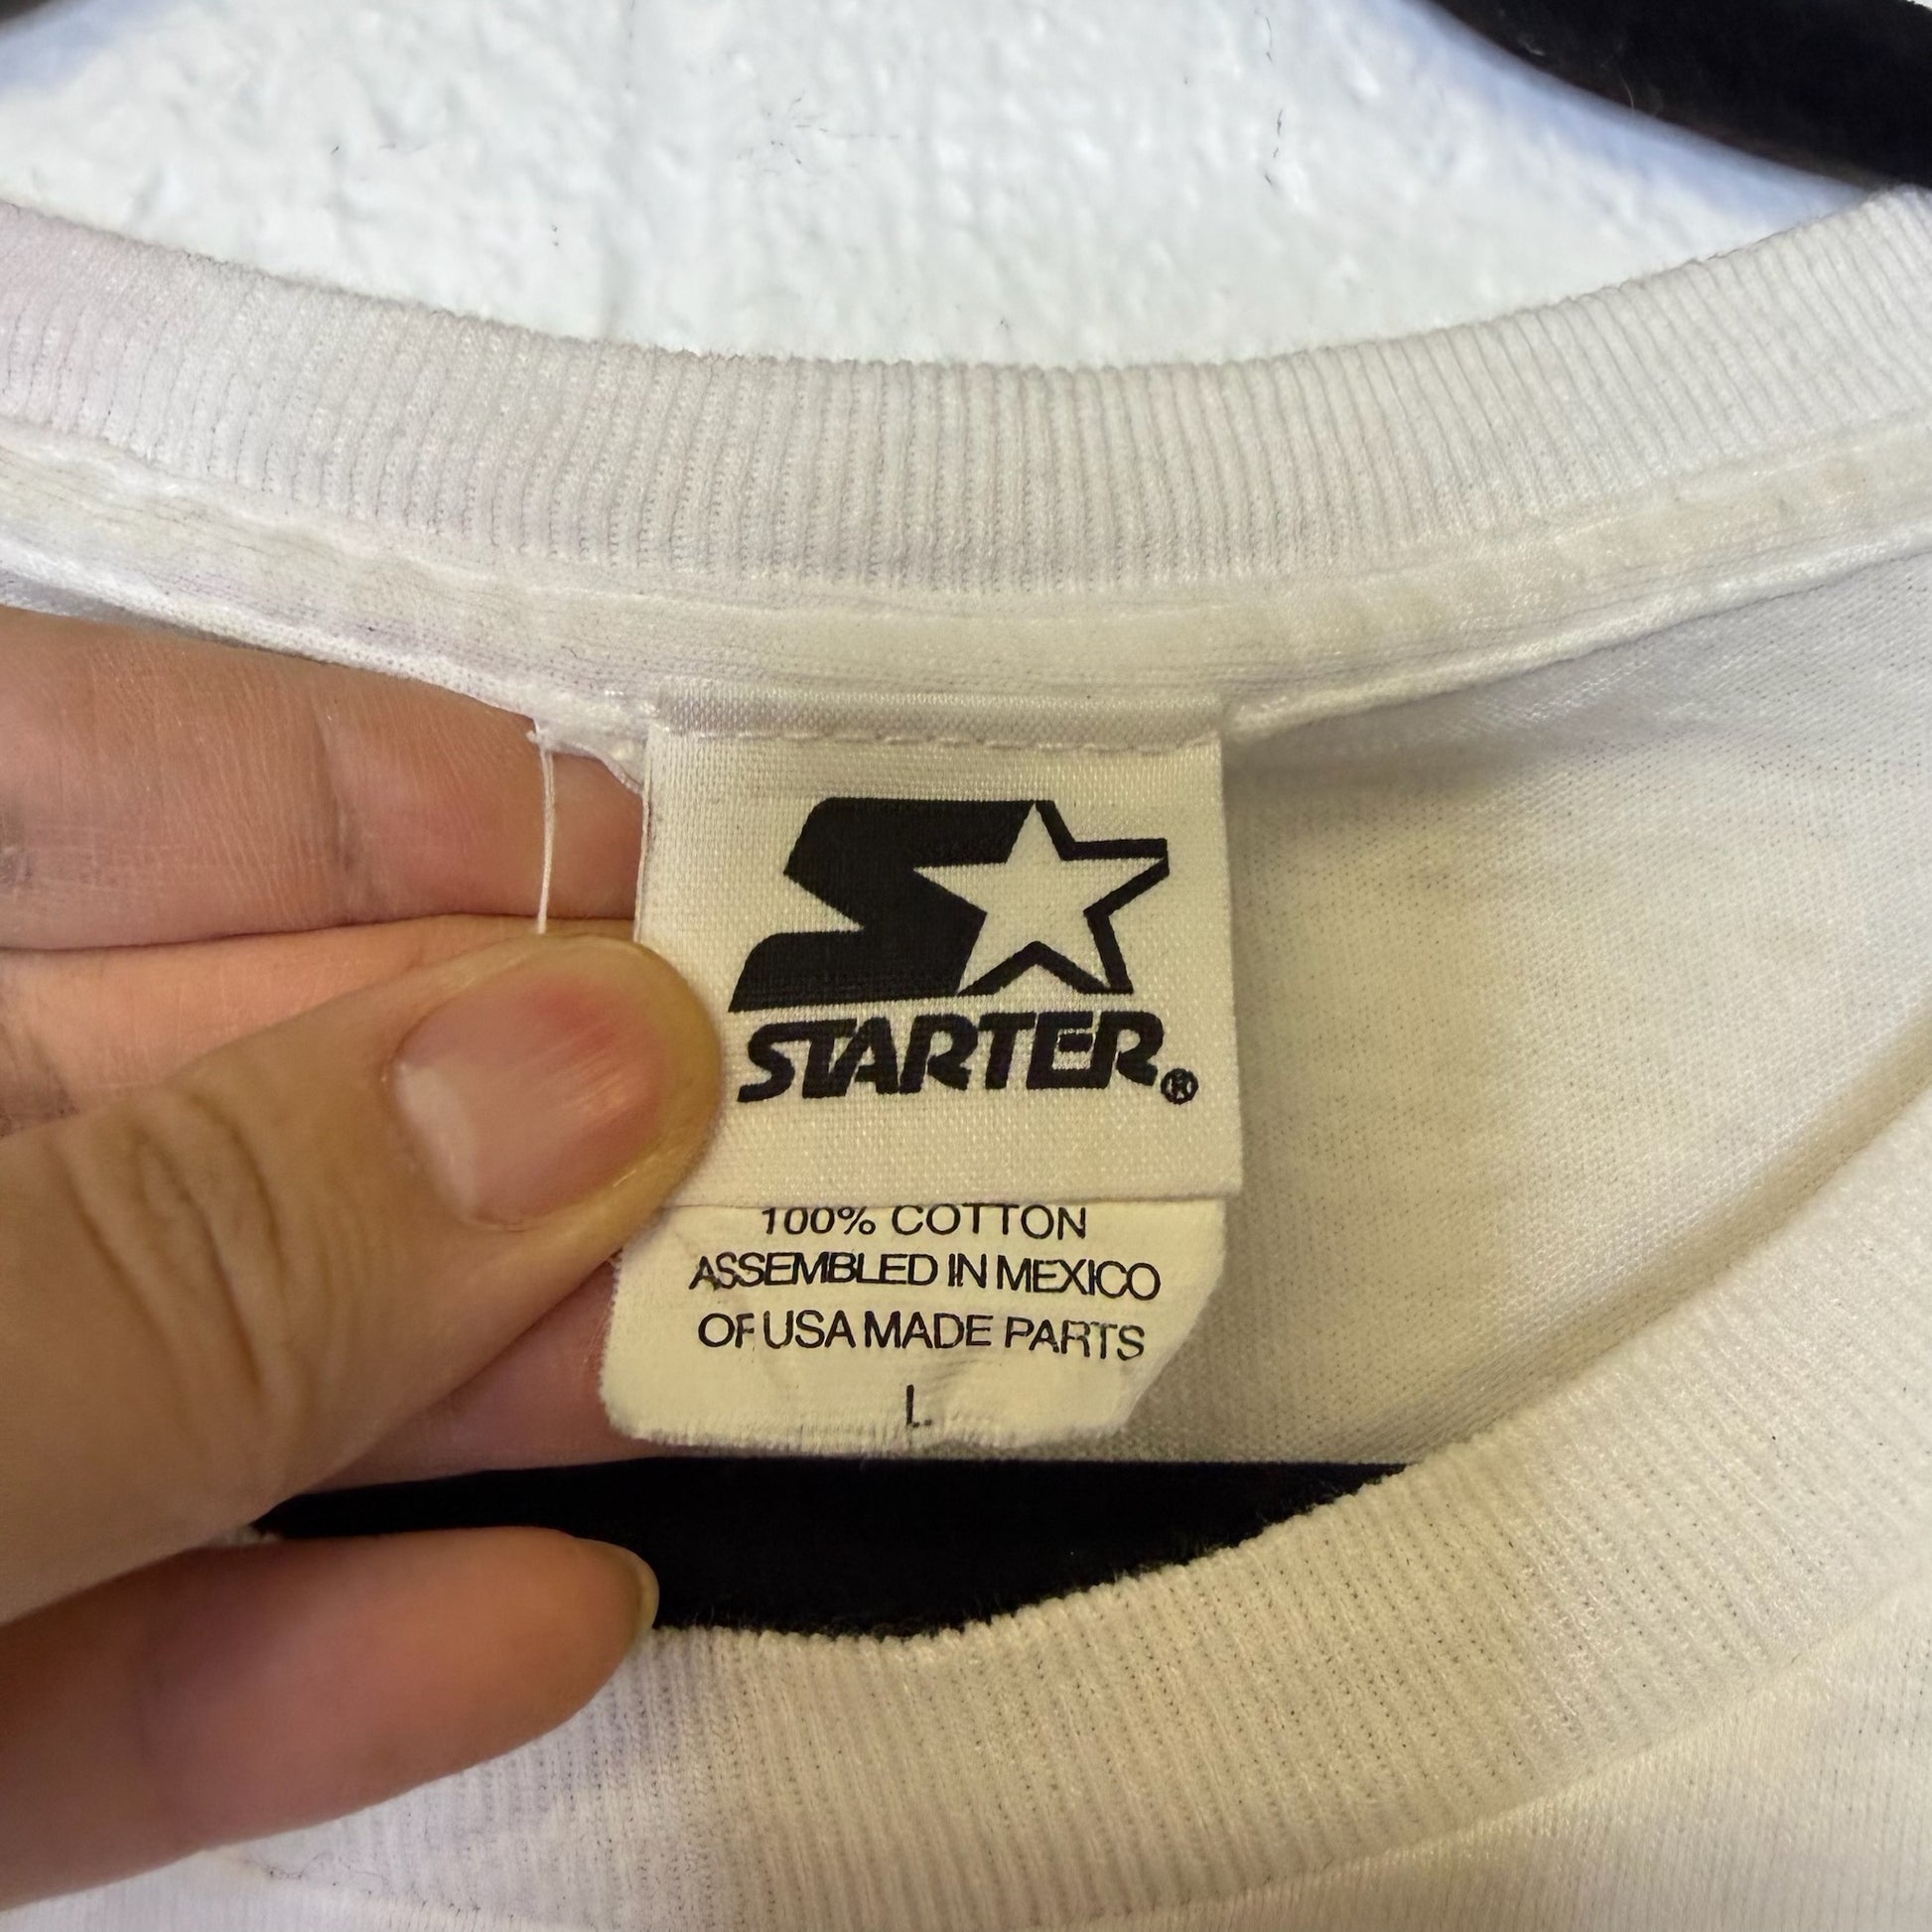 STARTER®
100% COTTON
ASSEMBLED IN MEXICO
OF USA MADE PARTS
L